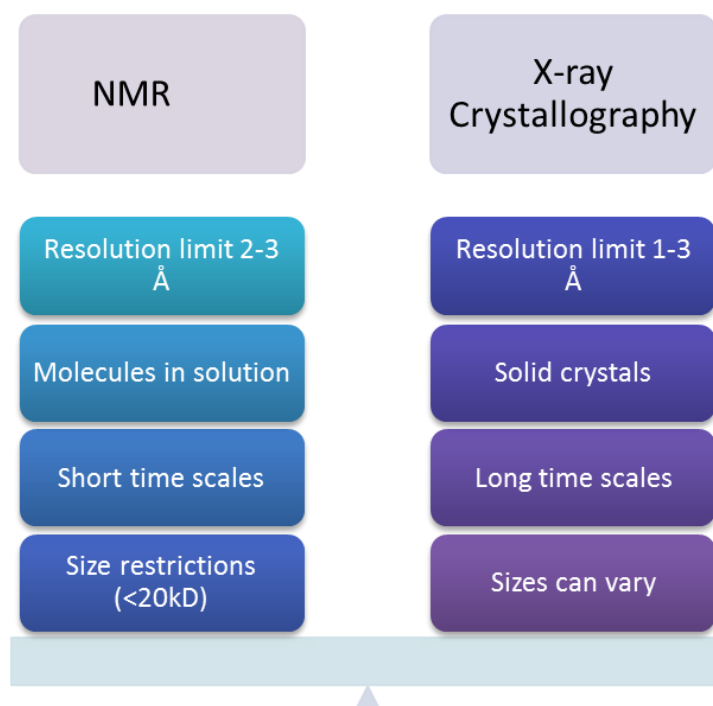 NMR
X-ray
Crystallography
Resolution limit 2-3
Å
Molecules in solution
Short time scales
Size restrictions
(<20kD)
Resolution limit 1-3
Å
Solid crystals
Long time scales
Sizes can vary